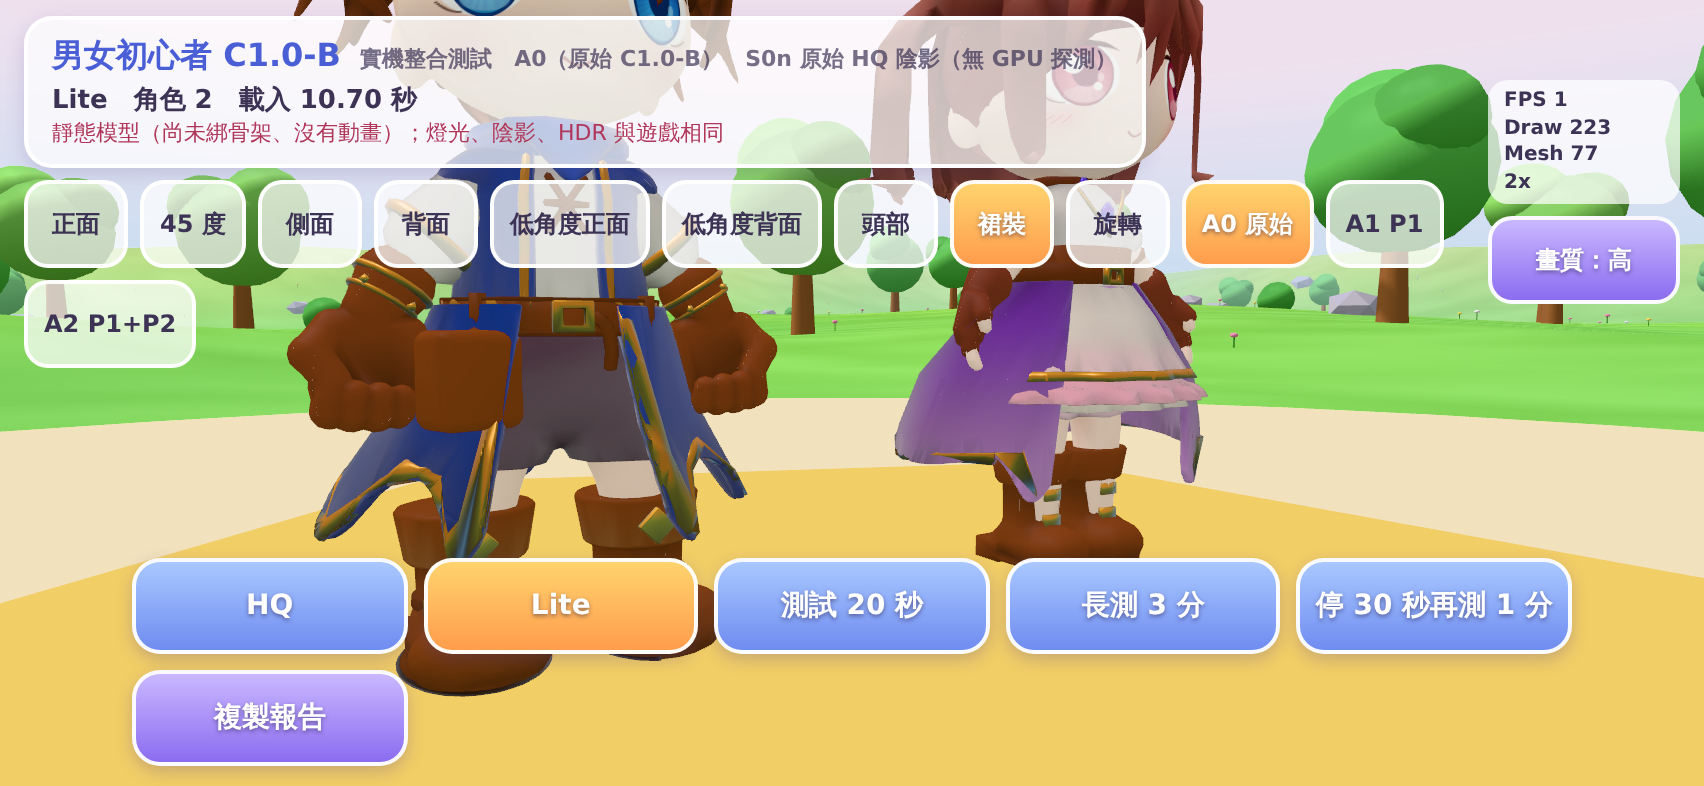 男女初心者 C1.0-B 實機整合測試 A0（原始 C1.0-B） S0n 原始 HQ 陰影（無 GPU 探測）
Lite 角色 2 載入 10.70 秒
靜態模型（尚未綁骨架、沒有動畫）；燈光、陰影、HDR 與遊戲相同
FPS 1
Draw 223
Mesh 77
2x
正面 45 度 側面 背面 低角度正面 低角度背面 頭部 裙裝 旋轉 A0 原始 A1 P1
畫質：高
A2 P1+P2
HQ Lite 測試 20 秒 長測 3 分 停 30 秒再測 1 分
複製報告